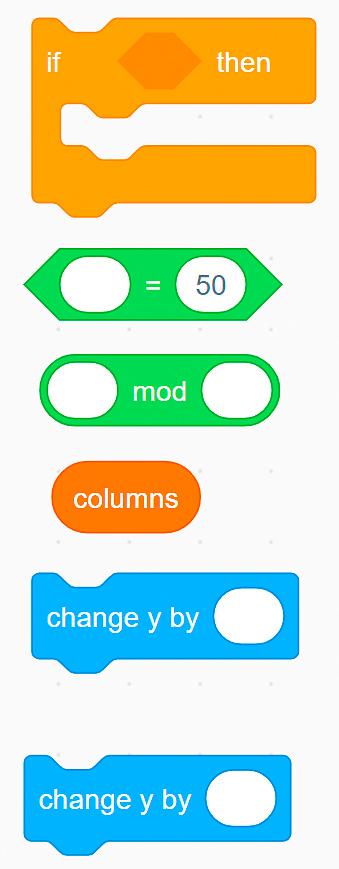 if then
= 50
mod
columns
change y by
change y by